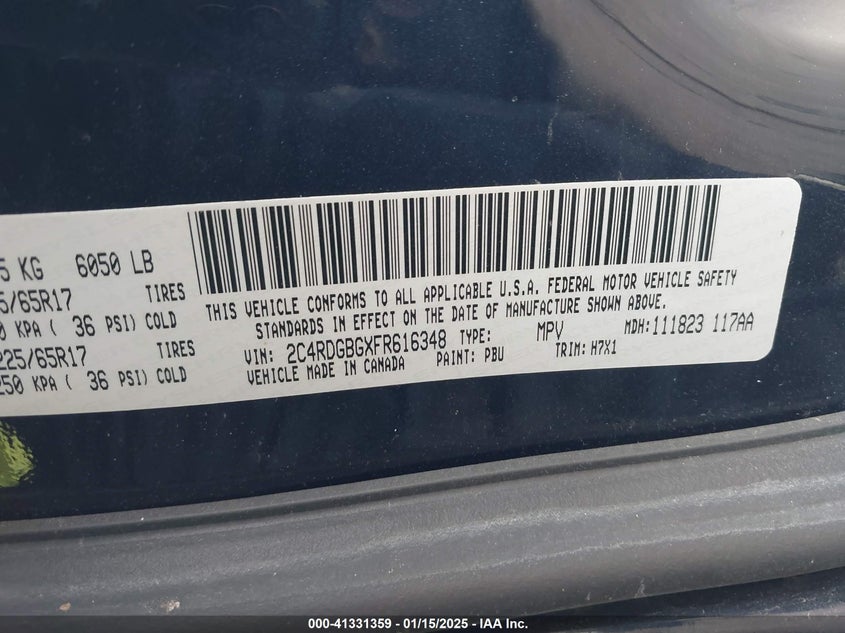 5 KG 6050 LB
5/65R17 TIRES
0 KPA ( 36 PSI) COLD
225/65R17 TIRES
250 KPA ( 36 PSI) COLD
THIS VEHICLE CONFORMS TO ALL APPLICABLE U.S.A. FEDERAL MOTOR VEHICLE SAFETY
STANDARDS IN EFFECT ON THE DATE OF MANUFACTURE SHOWN ABOVE.
VIN: 2C4RDGBGXFR616348 TYPE: MPV MDH: 111823 117AA
VEHICLE MADE IN CANADA PAINT: PBU TRIM: H7X1
000-41331359 - 01/15/2025 - IAA Inc.